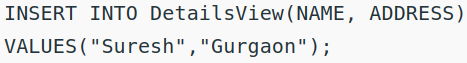 INSERT INTO DetailsView(NAME, ADDRESS)
VALUES("Suresh","Gurgaon");